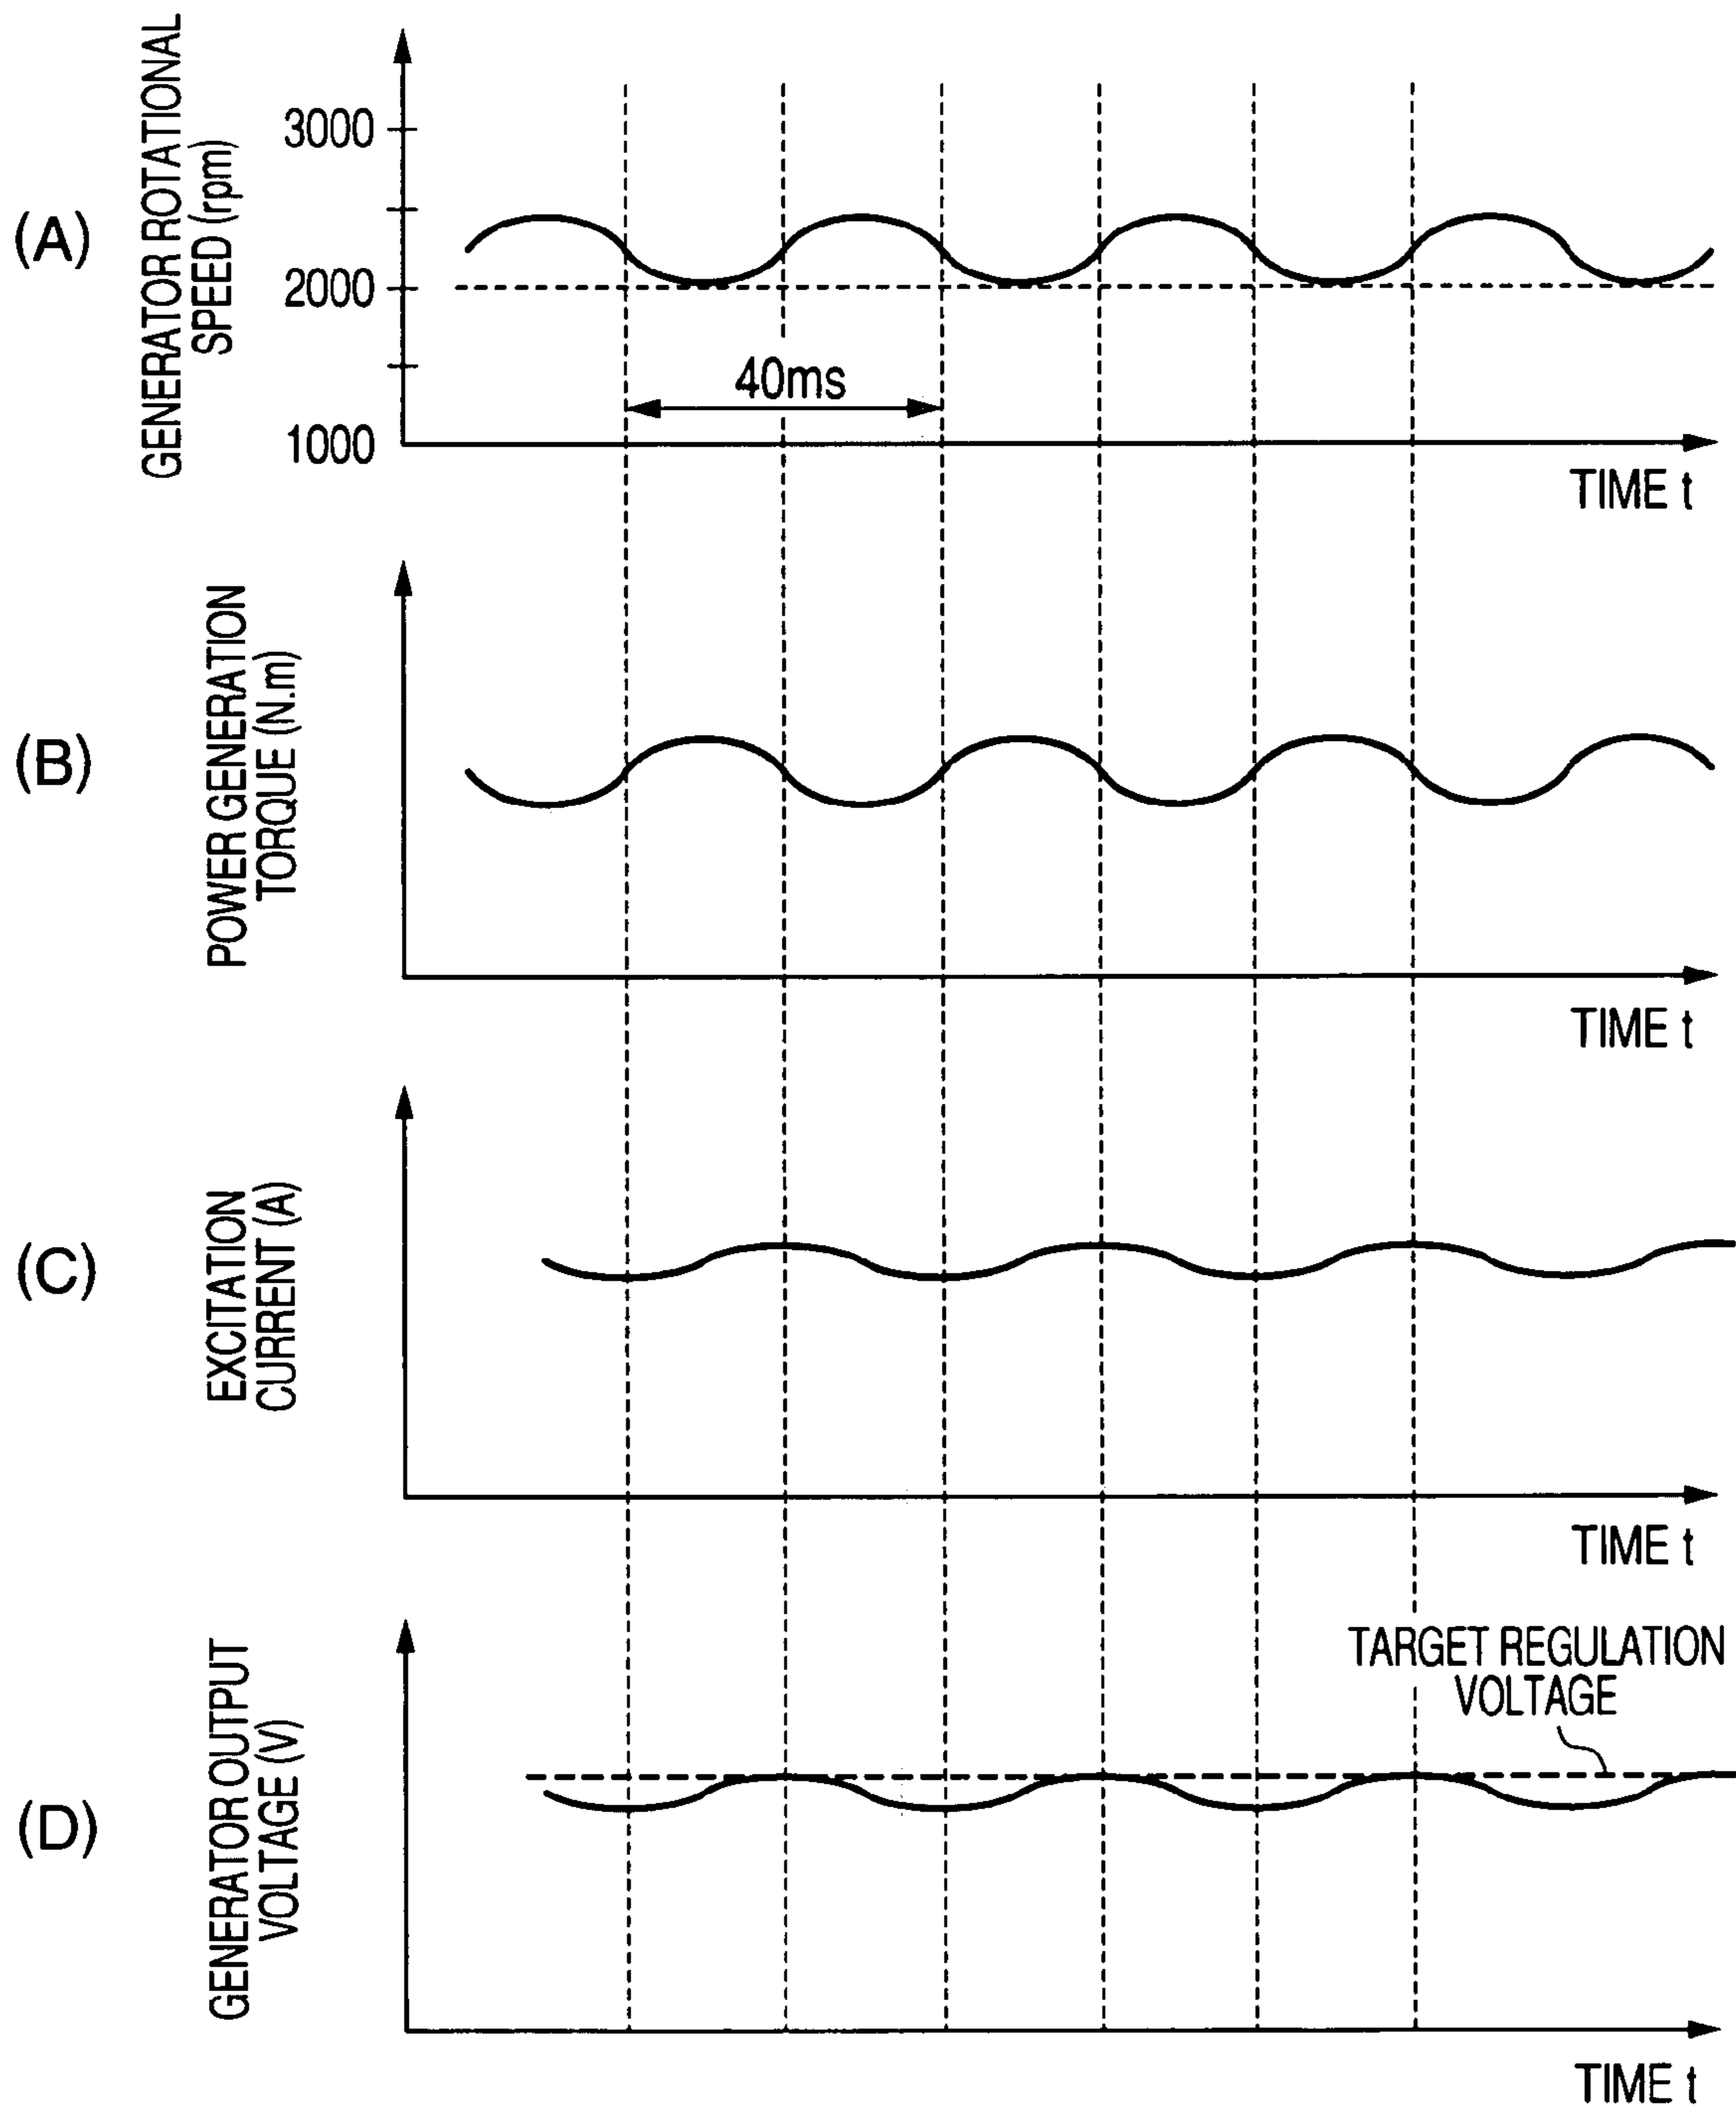 (A)
GENERATOR ROTATIONAL
SPEED (rpm)
3000
2000
1000
40ms
TIME t
(B)
POWER GENERATION
TORQUE (N.m)
TIME t
(C)
EXCITATION
CURRENT (A)
TIME t
(D)
GENERATOR OUTPUT
VOLTAGE (V)
TARGET REGULATION
VOLTAGE
TIME t